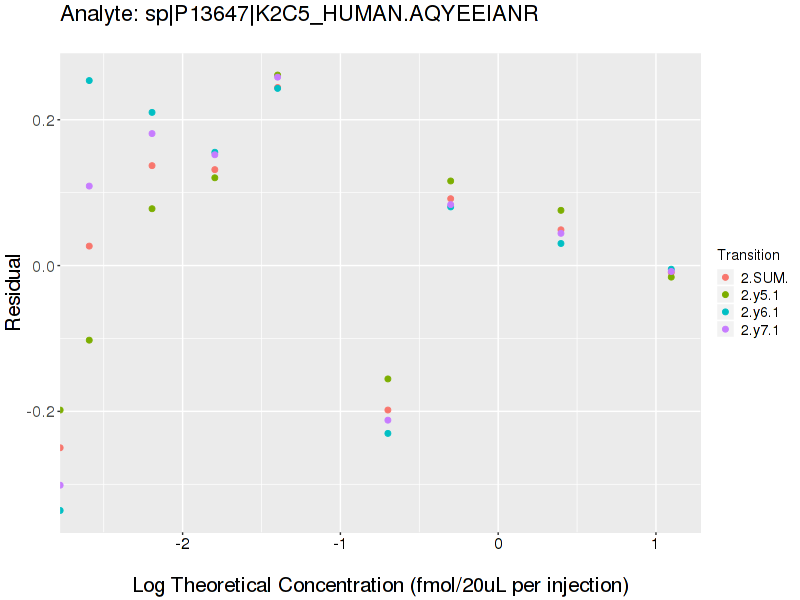 Analyte: sp|P13647|K2C5_HUMAN.AQYEEIANR
0.2
0.0
-0.2
Residual
-2
-1
0
1
Log Theoretical Concentration (fmol/20uL per injection)
Transition
2.SUM.
2.y5.1
2.y6.1
2.y7.1